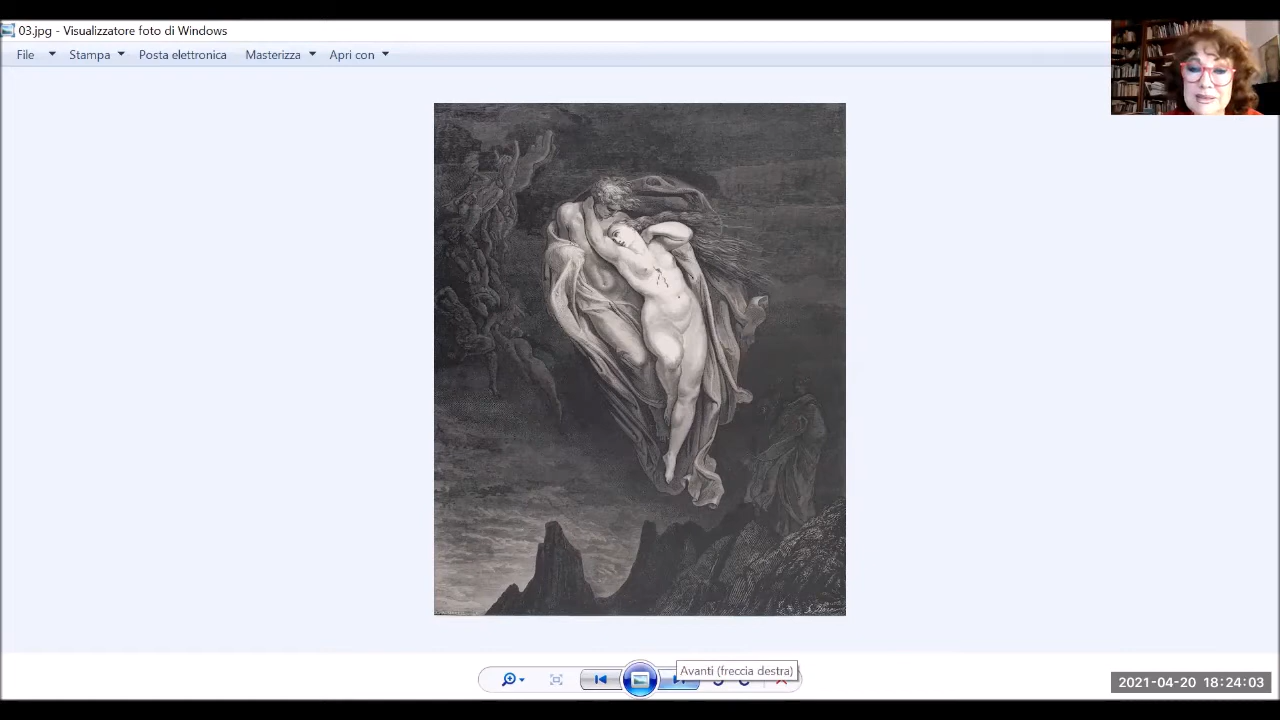 03.jpg - Visualizzatore foto di Windows
File Stampa Posta elettronica Masterizza Apri con
Avanti (freccia destra)
2021-04-20 18:24:03